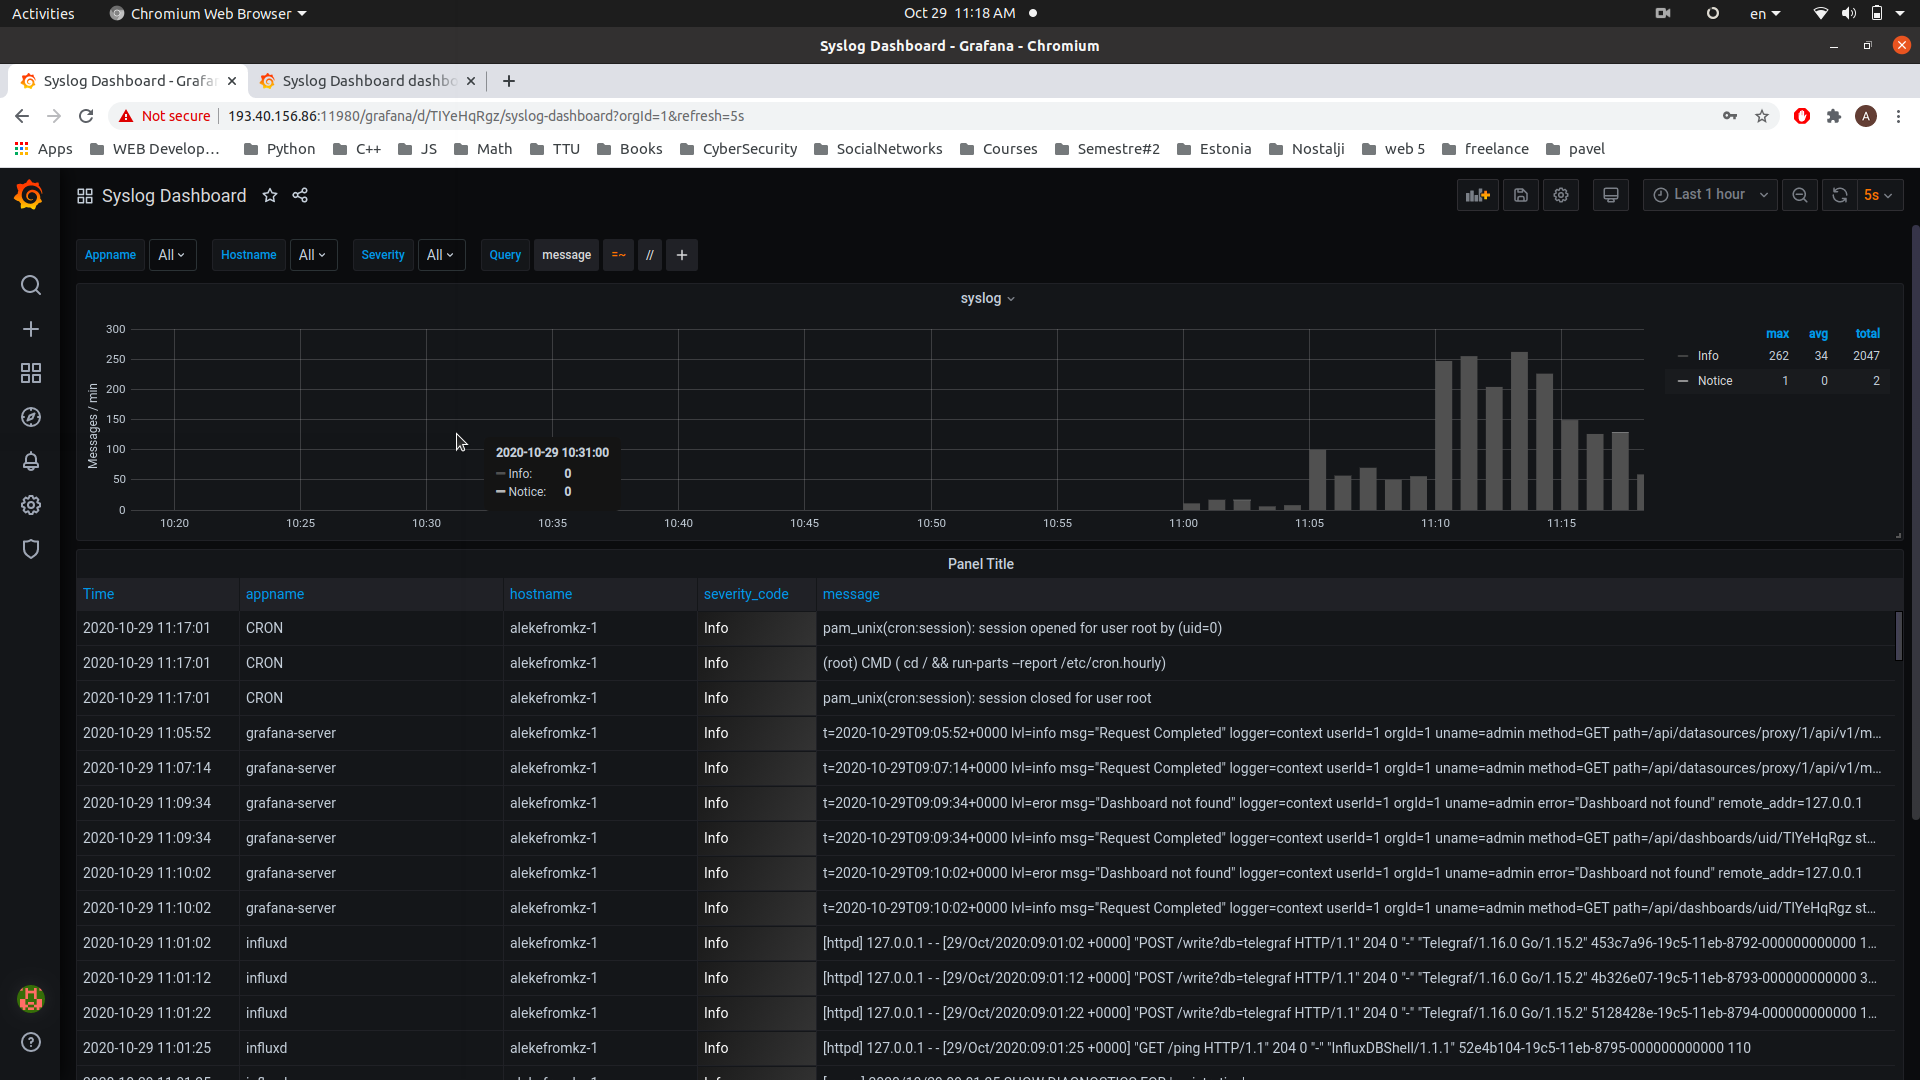 Activities Chromium Web Browser Oct 29 11:18 AM en
Syslog Dashboard - Grafana - Chromium
Syslog Dashboard - Grafa Syslog Dashboard dashbo
Not secure 193.40.156.86:11980/grafana/d/TIYeHqRgz/syslog-dashboard?orgId=1&refresh=5s A
Apps WEB Develop… Python C++ JS Math TTU Books CyberSecurity SocialNetworks Courses Semestre#2 Estonia Nostalji web 5 freelance pavel
Syslog Dashboard Last 1 hour 5s
Appname All Hostname All Severity All Query message =~ // +
syslog
Messages / min
300
250
200
150
100
50
0
10:20 10:25 10:30 10:35 10:40 10:45 10:50 10:55 11:00 11:05 11:10 11:15
max avg total
Info 262 34 2047
Notice 1 0 2
2020-10-29 10:31:00
Info: 0
Notice: 0
Panel Title
Time appname hostname severity_code message
2020-10-29 11:17:01 CRON alekefromkz-1 Info pam_unix(cron:session): session opened for user root by (uid=0)
2020-10-29 11:17:01 CRON alekefromkz-1 Info (root) CMD ( cd / && run-parts --report /etc/cron.hourly)
2020-10-29 11:17:01 CRON alekefromkz-1 Info pam_unix(cron:session): session closed for user root
2020-10-29 11:05:52 grafana-server alekefromkz-1 Info t=2020-10-29T09:05:52+0000 lvl=info msg="Request Completed" logger=context userId=1 orgId=1 uname=admin method=GET path=/api/datasources/proxy/1/api/v1/m…
2020-10-29 11:07:14 grafana-server alekefromkz-1 Info t=2020-10-29T09:07:14+0000 lvl=info msg="Request Completed" logger=context userId=1 orgId=1 uname=admin method=GET path=/api/datasources/proxy/1/api/v1/m…
2020-10-29 11:09:34 grafana-server alekefromkz-1 Info t=2020-10-29T09:09:34+0000 lvl=eror msg="Dashboard not found" logger=context userId=1 orgId=1 uname=admin error="Dashboard not found" remote_addr=127.0.0.1
2020-10-29 11:09:34 grafana-server alekefromkz-1 Info t=2020-10-29T09:09:34+0000 lvl=info msg="Request Completed" logger=context userId=1 orgId=1 uname=admin method=GET path=/api/dashboards/uid/TIYeHqRgz st…
2020-10-29 11:10:02 grafana-server alekefromkz-1 Info t=2020-10-29T09:10:02+0000 lvl=eror msg="Dashboard not found" logger=context userId=1 orgId=1 uname=admin error="Dashboard not found" remote_addr=127.0.0.1
2020-10-29 11:10:02 grafana-server alekefromkz-1 Info t=2020-10-29T09:10:02+0000 lvl=info msg="Request Completed" logger=context userId=1 orgId=1 uname=admin method=GET path=/api/dashboards/uid/TIYeHqRgz st…
2020-10-29 11:01:02 influxd alekefromkz-1 Info [httpd] 127.0.0.1 - - [29/Oct/2020:09:01:02 +0000] "POST /write?db=telegraf HTTP/1.1" 204 0 "-" "Telegraf/1.16.0 Go/1.15.2" 453c7a96-19c5-11eb-8792-000000000000 1…
2020-10-29 11:01:12 influxd alekefromkz-1 Info [httpd] 127.0.0.1 - - [29/Oct/2020:09:01:12 +0000] "POST /write?db=telegraf HTTP/1.1" 204 0 "-" "Telegraf/1.16.0 Go/1.15.2" 4b326e07-19c5-11eb-8793-000000000000 3…
2020-10-29 11:01:22 influxd alekefromkz-1 Info [httpd] 127.0.0.1 - - [29/Oct/2020:09:01:22 +0000] "POST /write?db=telegraf HTTP/1.1" 204 0 "-" "Telegraf/1.16.0 Go/1.15.2" 5128428e-19c5-11eb-8794-000000000000 1…
2020-10-29 11:01:25 influxd alekefromkz-1 Info [httpd] 127.0.0.1 - - [29/Oct/2020:09:01:25 +0000] "GET /ping HTTP/1.1" 204 0 "-" "InfluxDBShell/1.1.1" 52e4b104-19c5-11eb-8795-000000000000 110